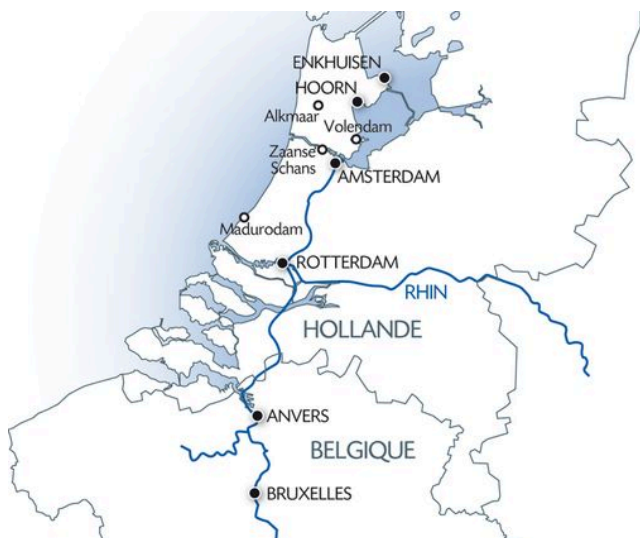 ENKHUISEN
HOORN
Alkmaar
Volendam
Zaanse
Schans
AMSTERDAM
Madurodam
ROTTERDAM
RHIN
HOLLANDE
ANVERS
BELGIQUE
BRUXELLES